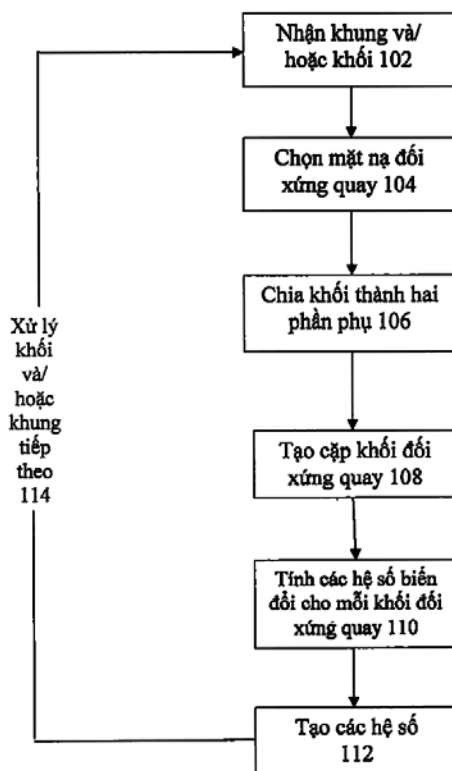 Nhận khung và/
hoặc khối 102
Chọn mặt nạ đối
xứng quay 104
Chia khối thành hai
phần phụ 106
Tạo cặp khối đối
xứng quay 108
Tính các hệ số biến
đổi cho mỗi khối đối
xứng quay 110
Tạo các hệ số
112
Xử lý
khối
và/
hoặc
khung
tiếp
theo
114